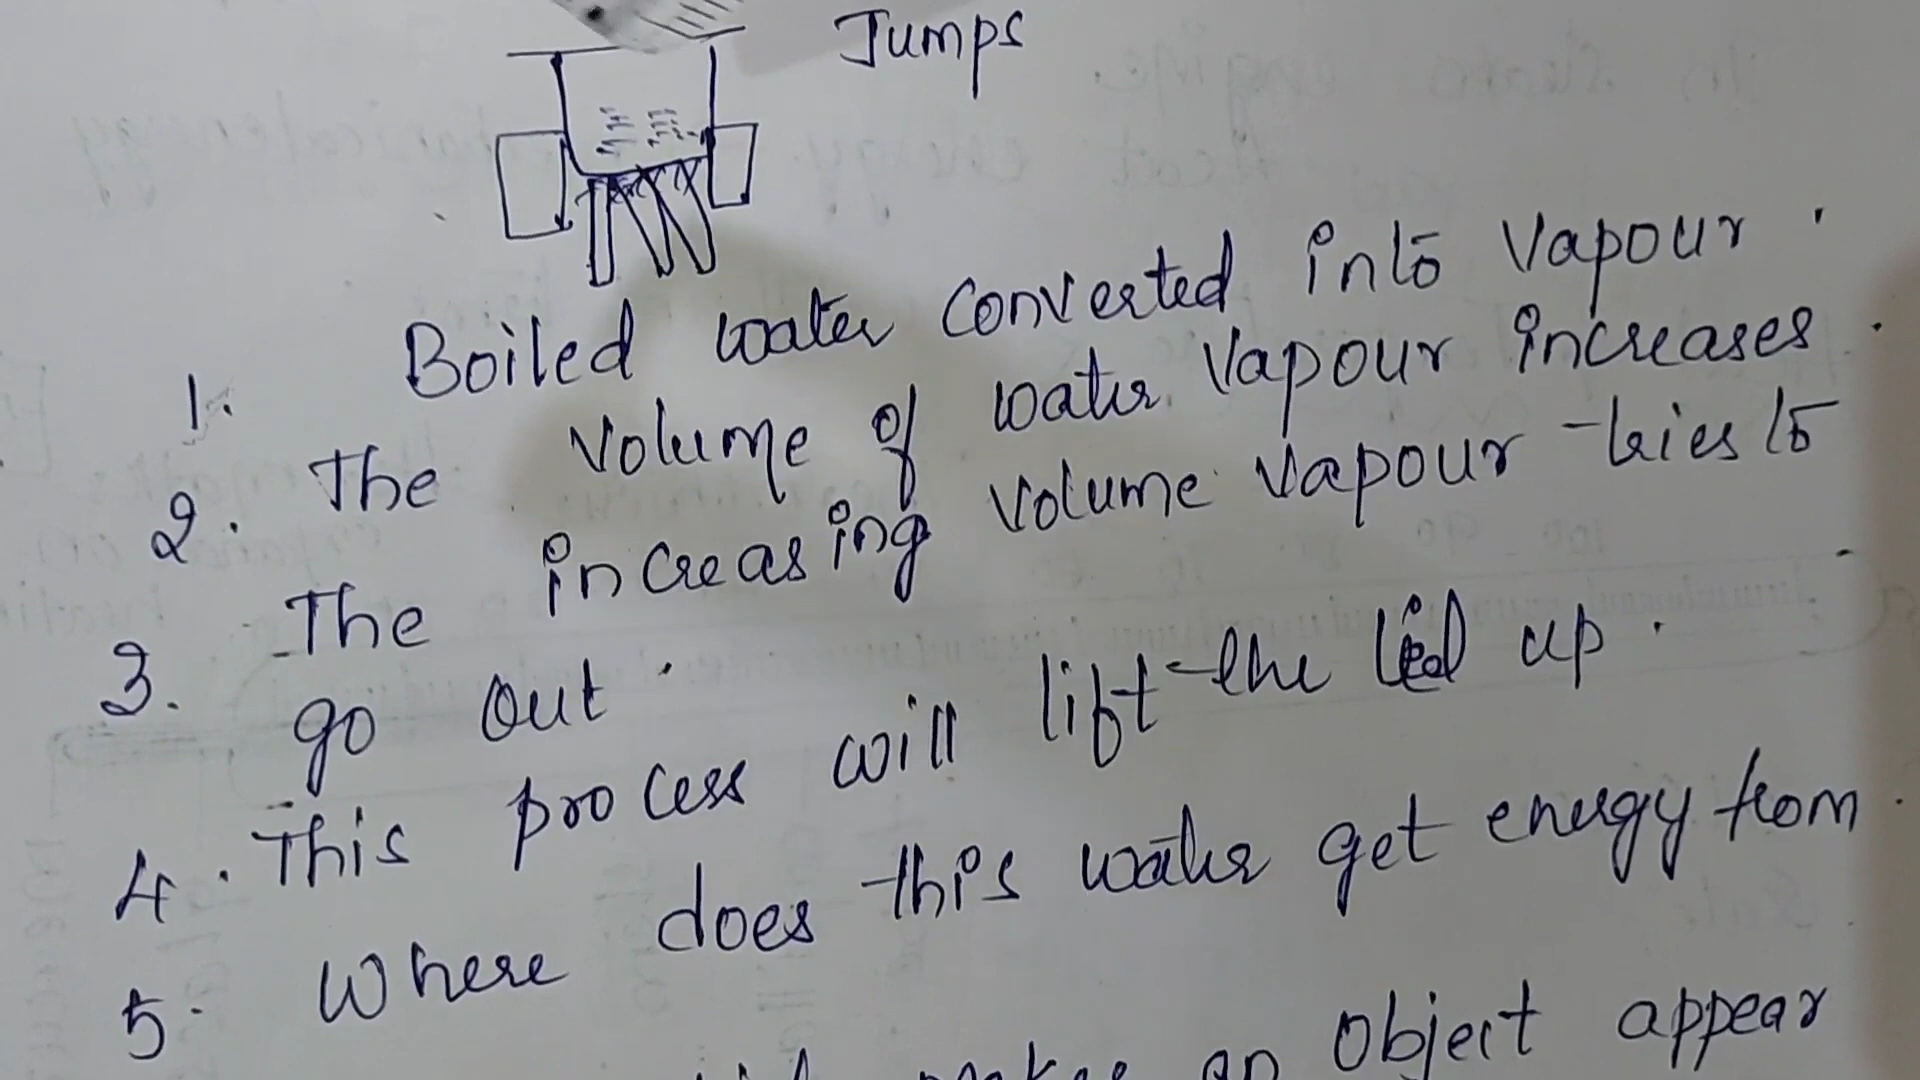 Jumps
1. Boiled water converted into vapour.
2. The volume of water vapour increases.
3. The increasing volume vapour tries to
go out.
4. This process will lift the lid up.
5. Where does this water get energy from
makes an object appear